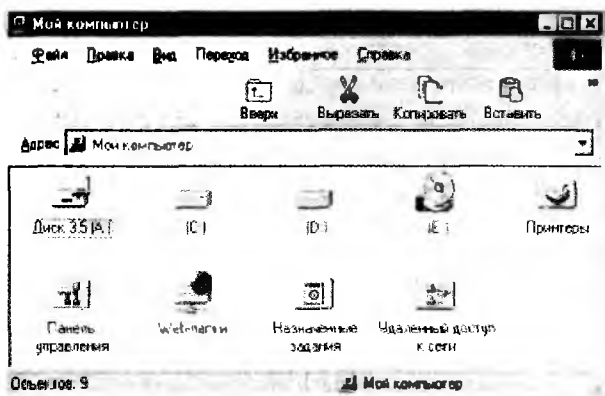 Мой компьютер
Файл Правка Вид Переход Избранное Справка
Вверх Вырезать Копировать Вставить
Адрес Мой компьютер
Диск 3,5 (A:) (C:) (D:) (E:) Принтеры
Панель управления Web-папки Назначенные задания Удаленный доступ к сети
Объектов: 9 Мой компьютер